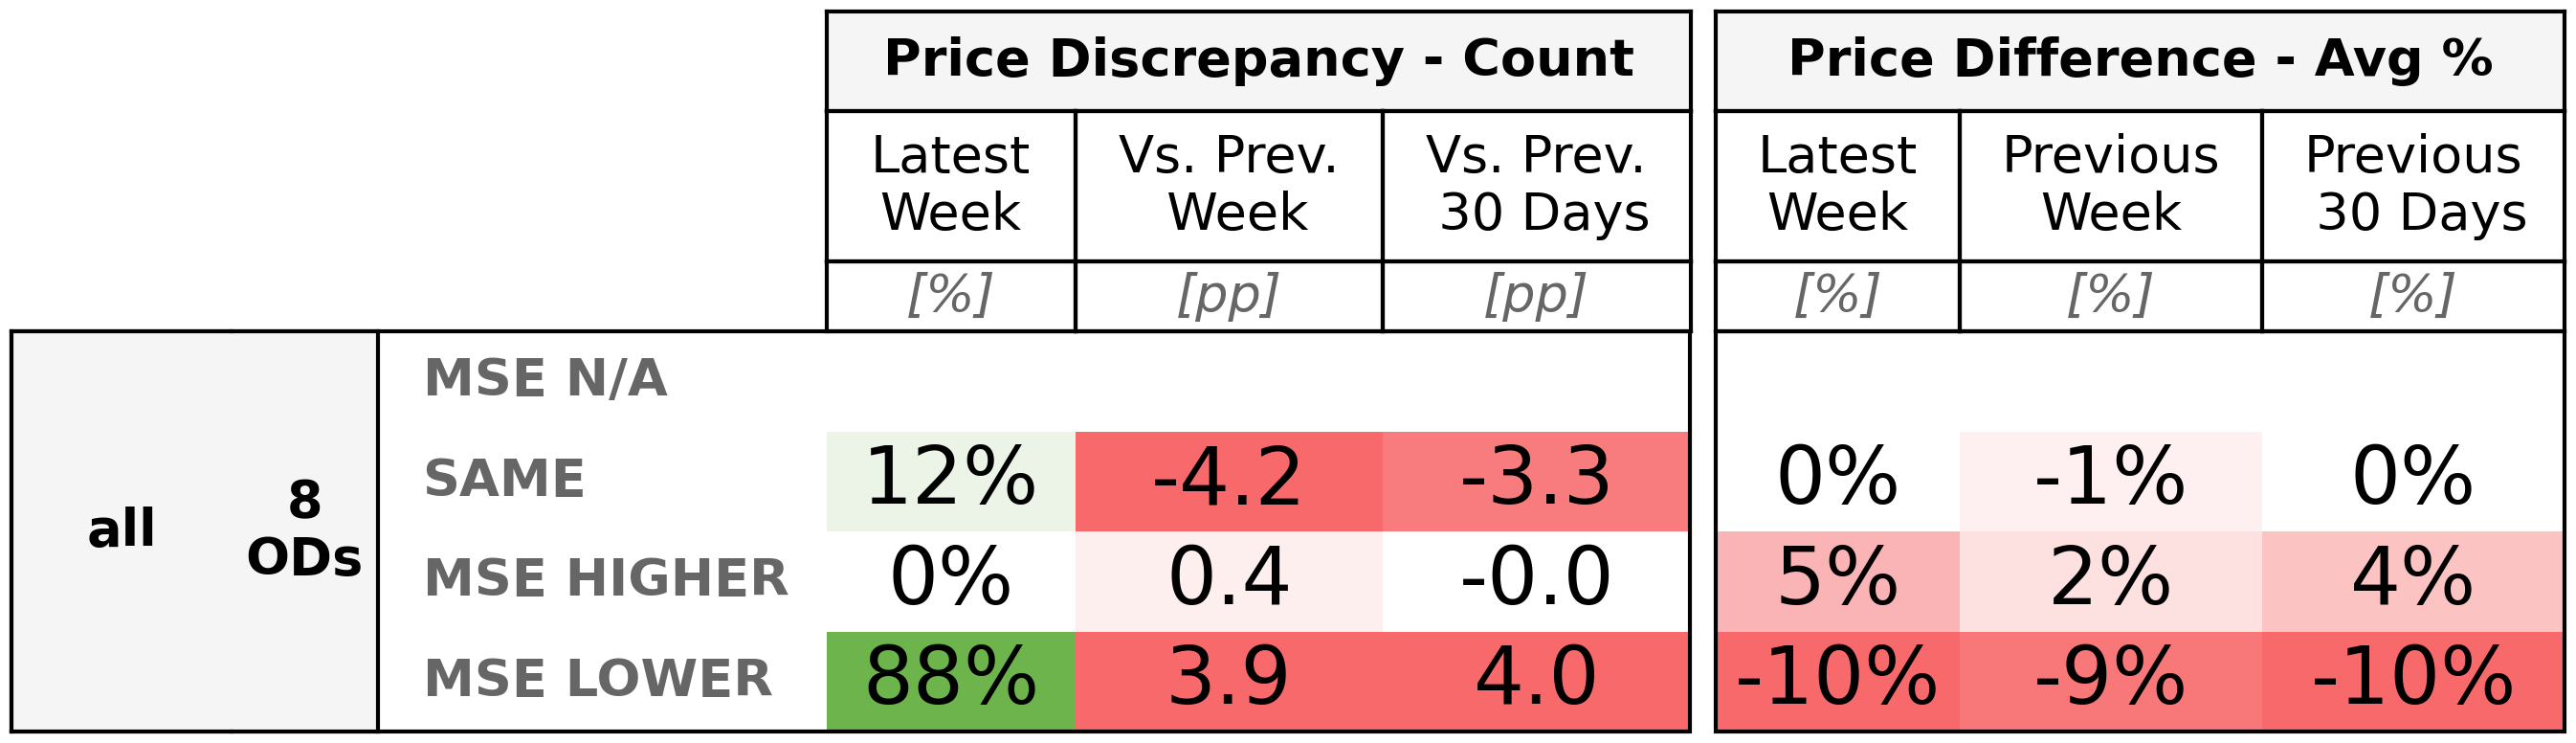 Price Discrepancy - Count Price Difference - Avg %
Latest Week Vs. Prev. Week Vs. Prev. 30 Days Latest Week Previous Week Previous 30 Days
[%] [pp] [pp] [%] [%] [%]
all 8 ODs
MSE N/A
SAME 12% -4.2 -3.3 0% -1% 0%
MSE HIGHER 0% 0.4 -0.0 5% 2% 4%
MSE LOWER 88% 3.9 4.0 -10% -9% -10%